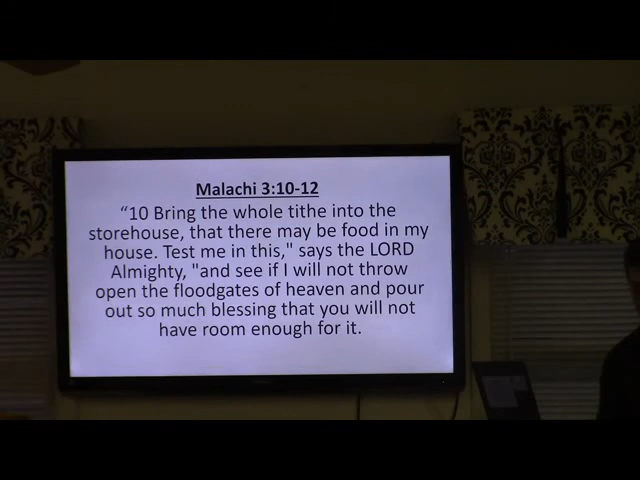 Malachi 3:10-12
“10 Bring the whole tithe into the
storehouse, that there may be food in my
house. Test me in this," says the LORD
Almighty, "and see if I will not throw
open the floodgates of heaven and pour
out so much blessing that you will not
have room enough for it.